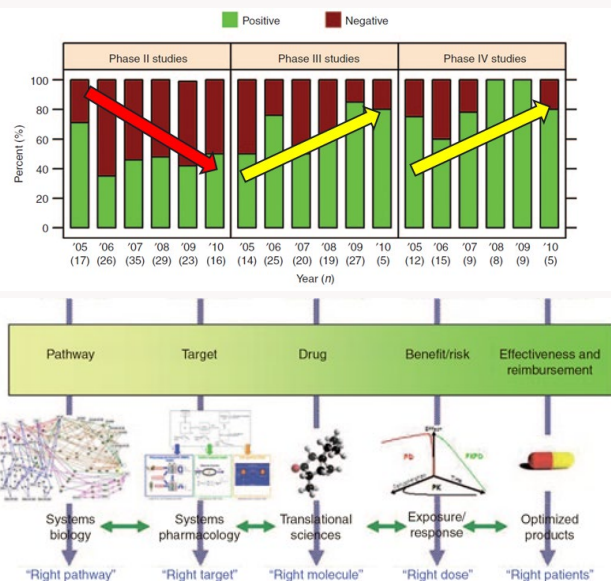 Positive Negative
Phase II studies Phase III studies Phase IV studies
Percent (%)
100
80
60
40
20
0
'05 '06 '07 '08 '09 '10 '05 '06 '07 '08 '09 '10 '05 '06 '07 '08 '09 '10
(17) (26) (35) (29) (23) (16) (14) (25) (20) (19) (27) (5) (12) (15) (9) (8) (9) (5)
Year (n)
Pathway Target Drug Benefit/risk Effectiveness and
reimbursement
PD PKPD
PK
Systems Systems Translational Exposure/ Optimized
biology pharmacology sciences response products
"Right pathway" "Right target" "Right molecule" "Right dose" "Right patients"